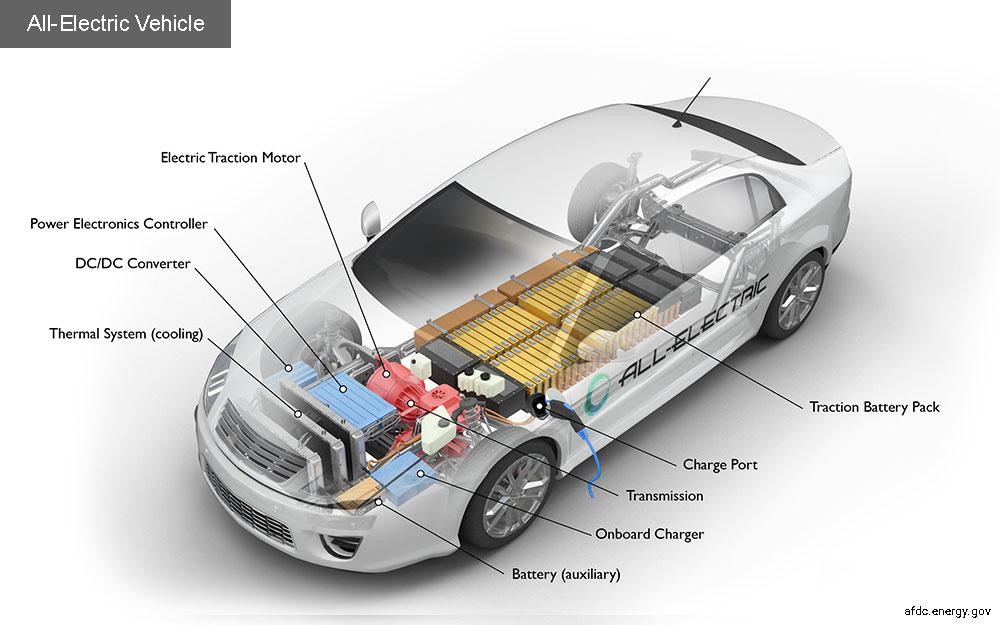 All-Electric Vehicle
Electric Traction Motor
Power Electronics Controller
DC/DC Converter
Thermal System (cooling)
ALL-ELECTRIC
Traction Battery Pack
Charge Port
Transmission
Onboard Charger
Battery (auxiliary)
afdc.energy.gov